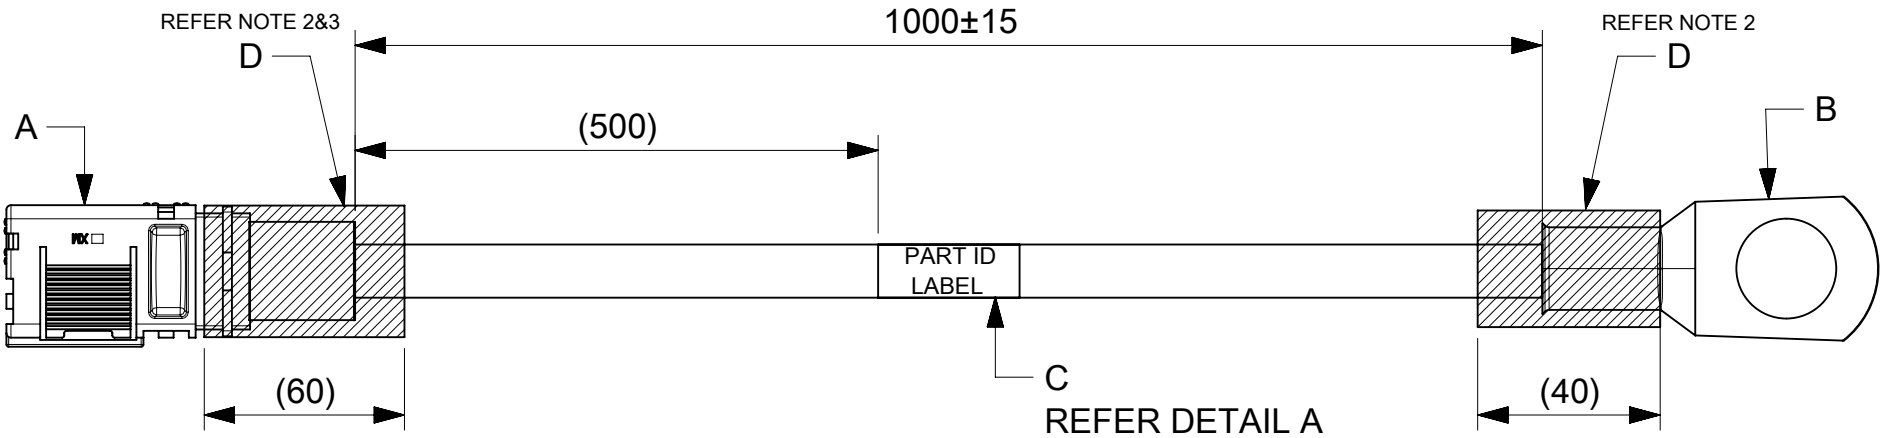 REFER NOTE 2&3
1000±15
REFER NOTE 2
D
D
(500)
B
A
PART ID
LABEL
C
(60)
(40)
REFER DETAIL A